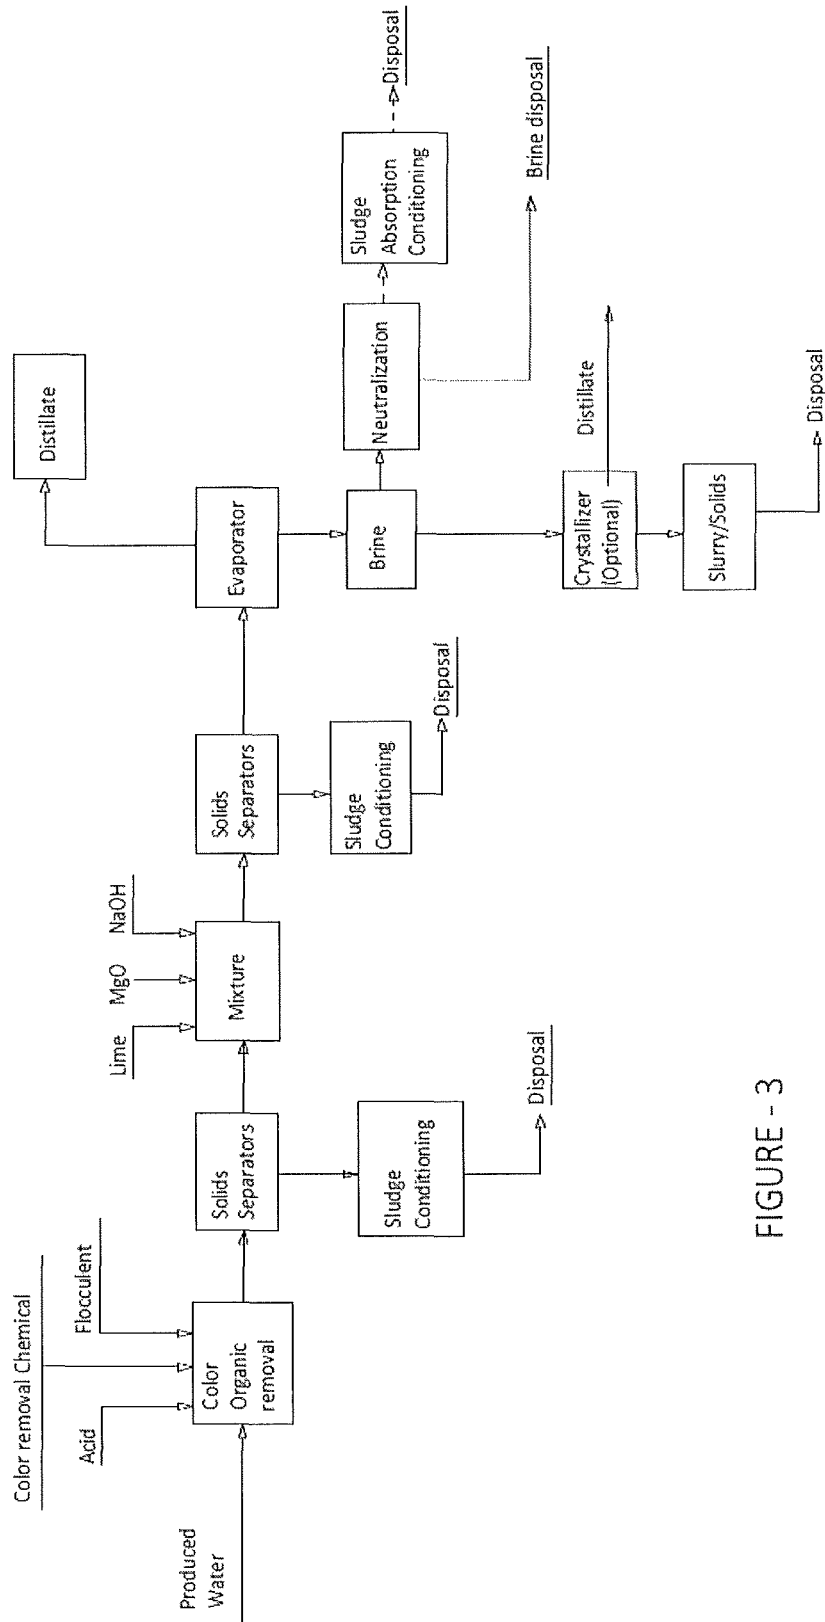 Produced
Water
Color removal Chemical
Acid
Flocculent
Color
Organic
removal
Solids
Separators
Sludge
Conditioning
Disposal
Lime
MgO
NaOH
Mixture
Solids
Separators
Sludge
Conditioning
Disposal
Evaporator
Distillate
Brine
Neutralization
Sludge
Absorption
Conditioning
Disposal
Brine disposal
Crystallizer
(Optional)
Distillate
Slurry/Solids
Disposal
FIGURE - 3